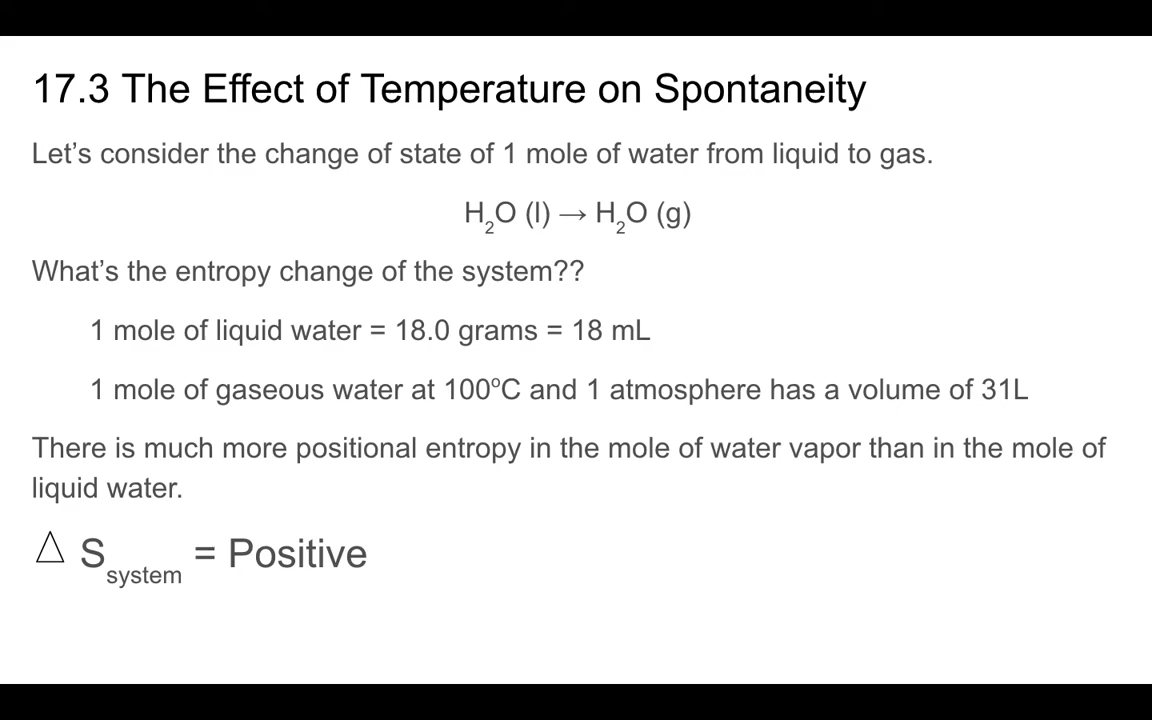 17.3 The Effect of Temperature on Spontaneity
Let’s consider the change of state of 1 mole of water from liquid to gas.
H₂O (l) → H₂O (g)
What’s the entropy change of the system??
1 mole of liquid water = 18.0 grams = 18 mL
1 mole of gaseous water at 100ºC and 1 atmosphere has a volume of 31L
There is much more positional entropy in the mole of water vapor than in the mole of
liquid water.
△ S_system = Positive